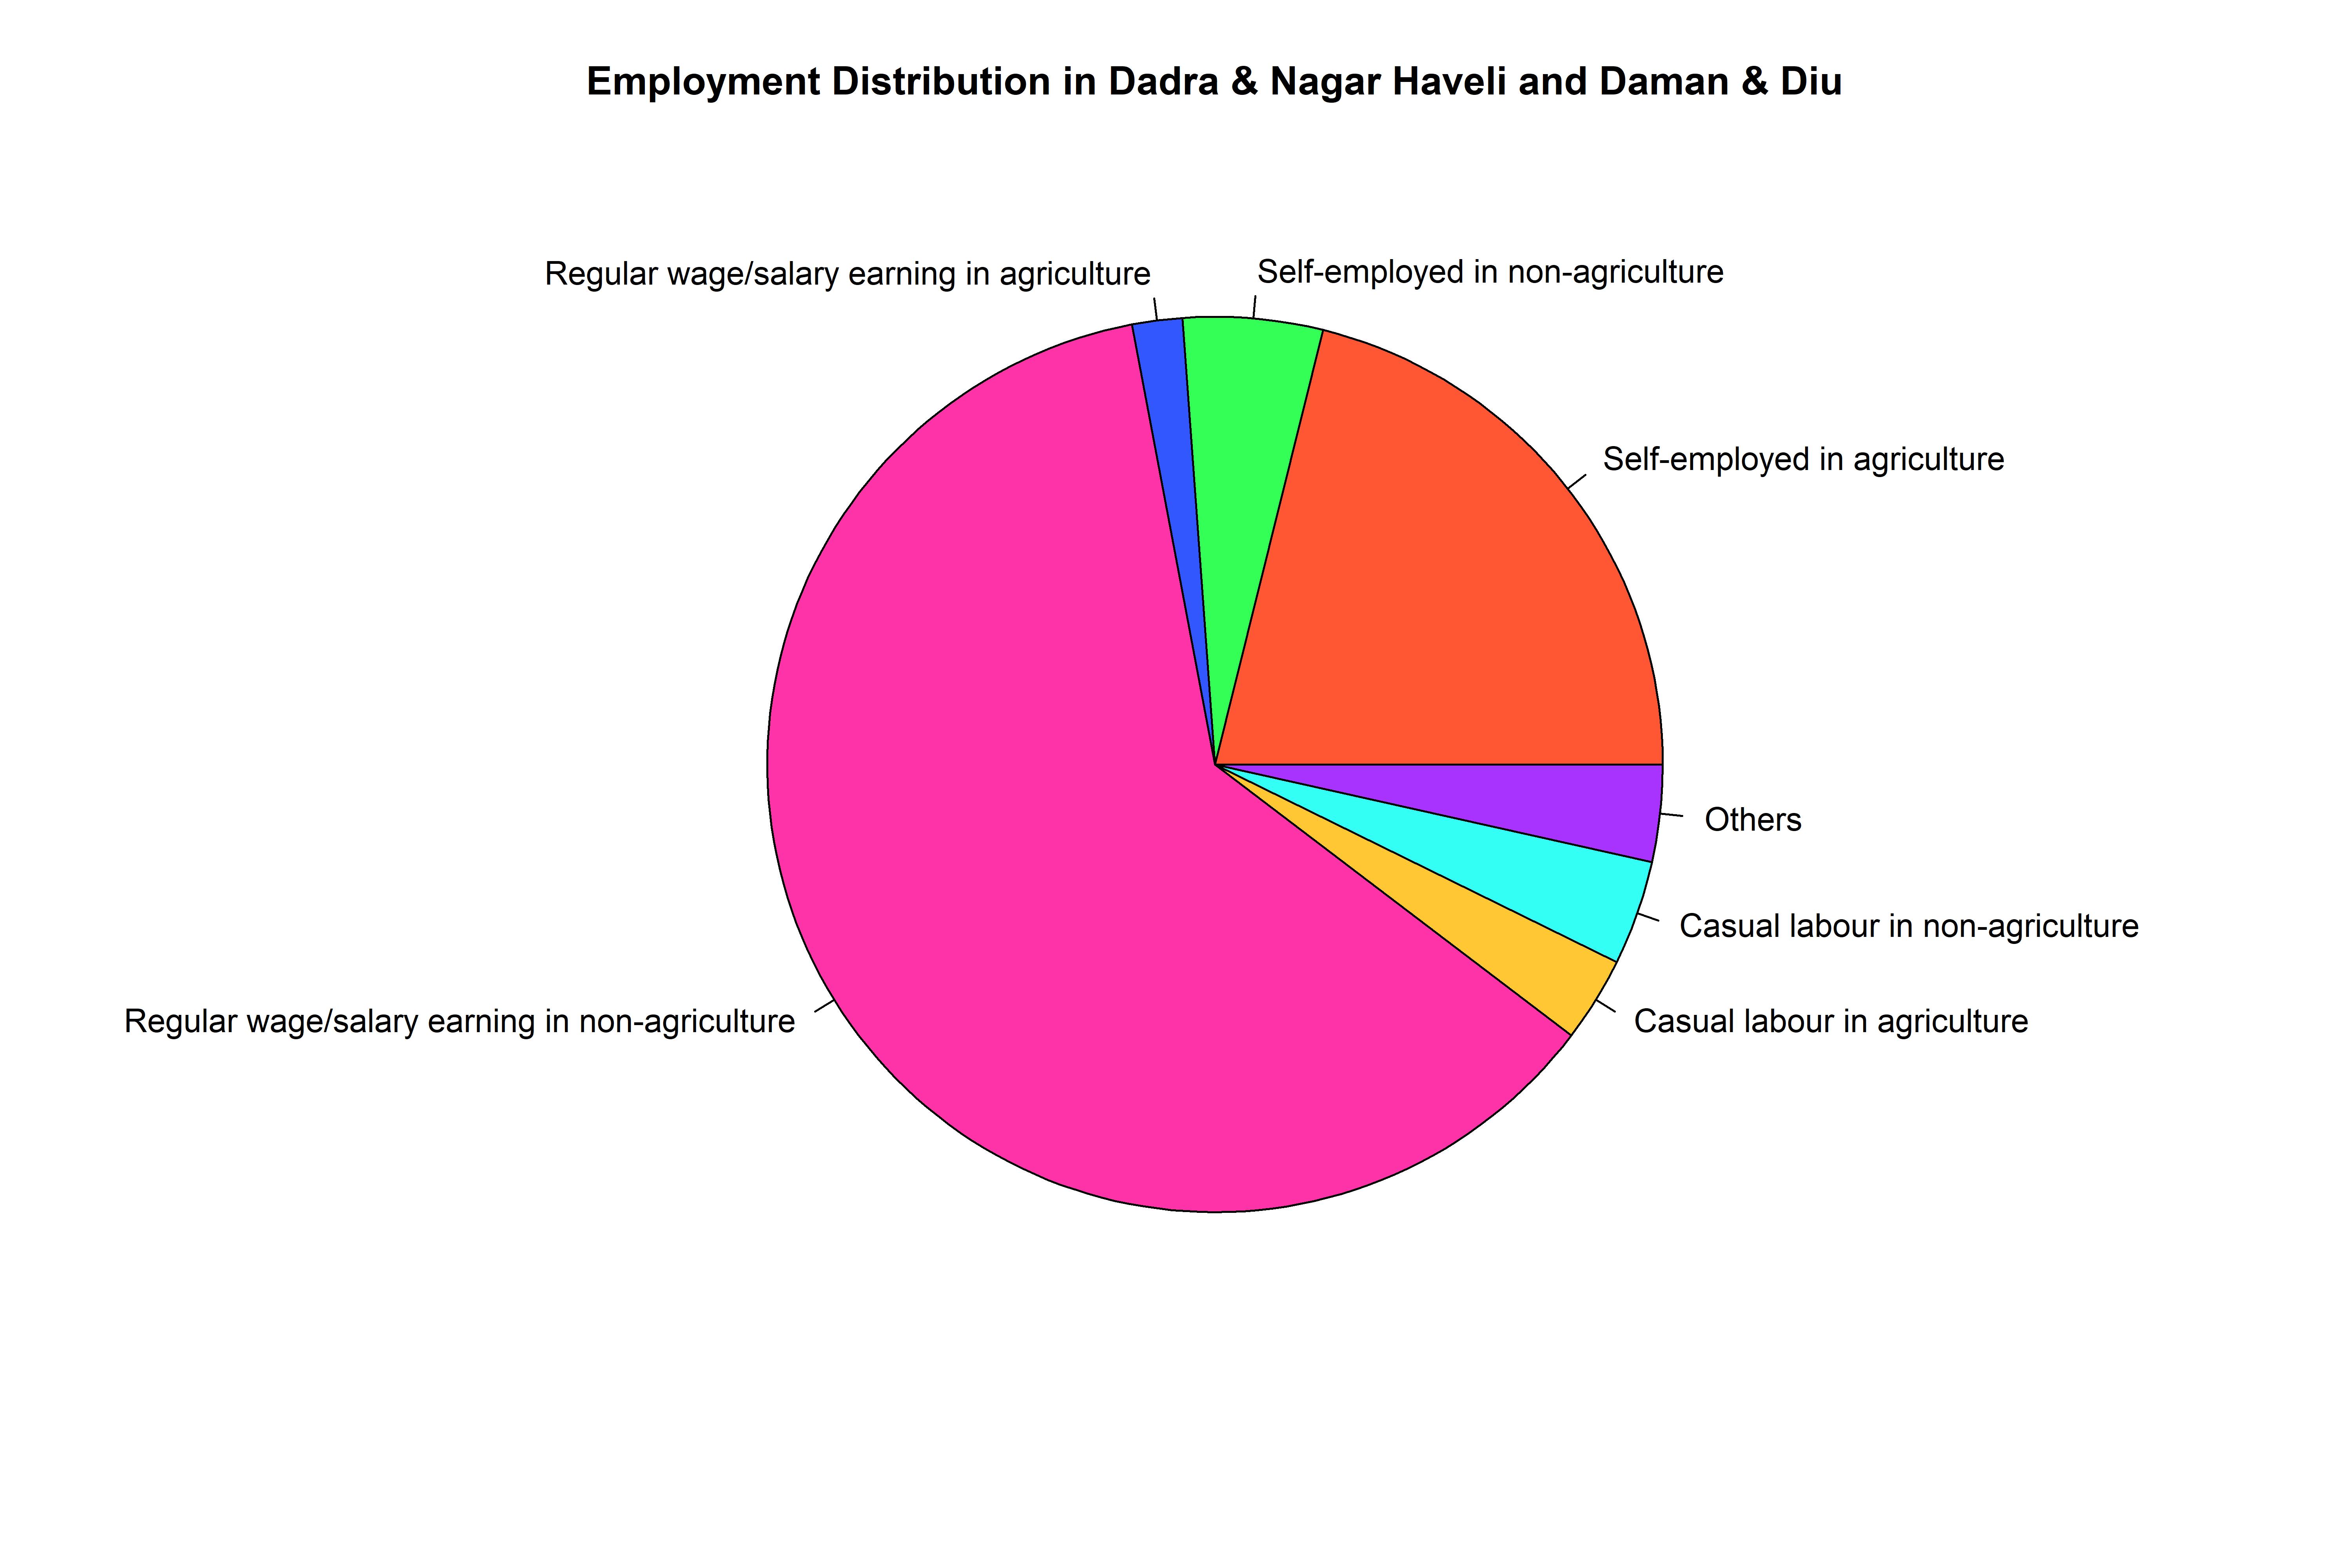 Employment Distribution in Dadra & Nagar Haveli and Daman & Diu
Regular wage/salary earning in agriculture
Self-employed in non-agriculture
Self-employed in agriculture
Others
Casual labour in non-agriculture
Regular wage/salary earning in non-agriculture
Casual labour in agriculture